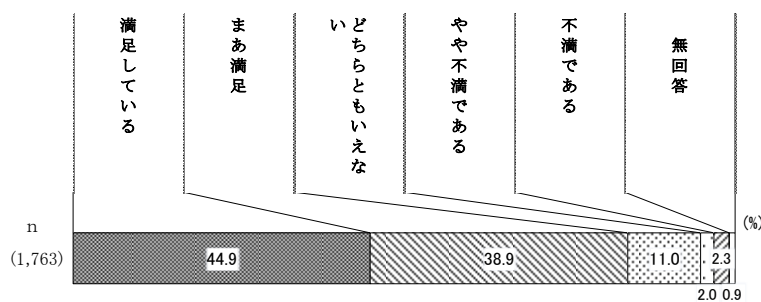 満足している
まあ満足
どちらともいえな
い
やや不満である
不満である
無回答
(%)
n
(1,763)
44.9
38.9
11.0
2.3
2.0
0.9